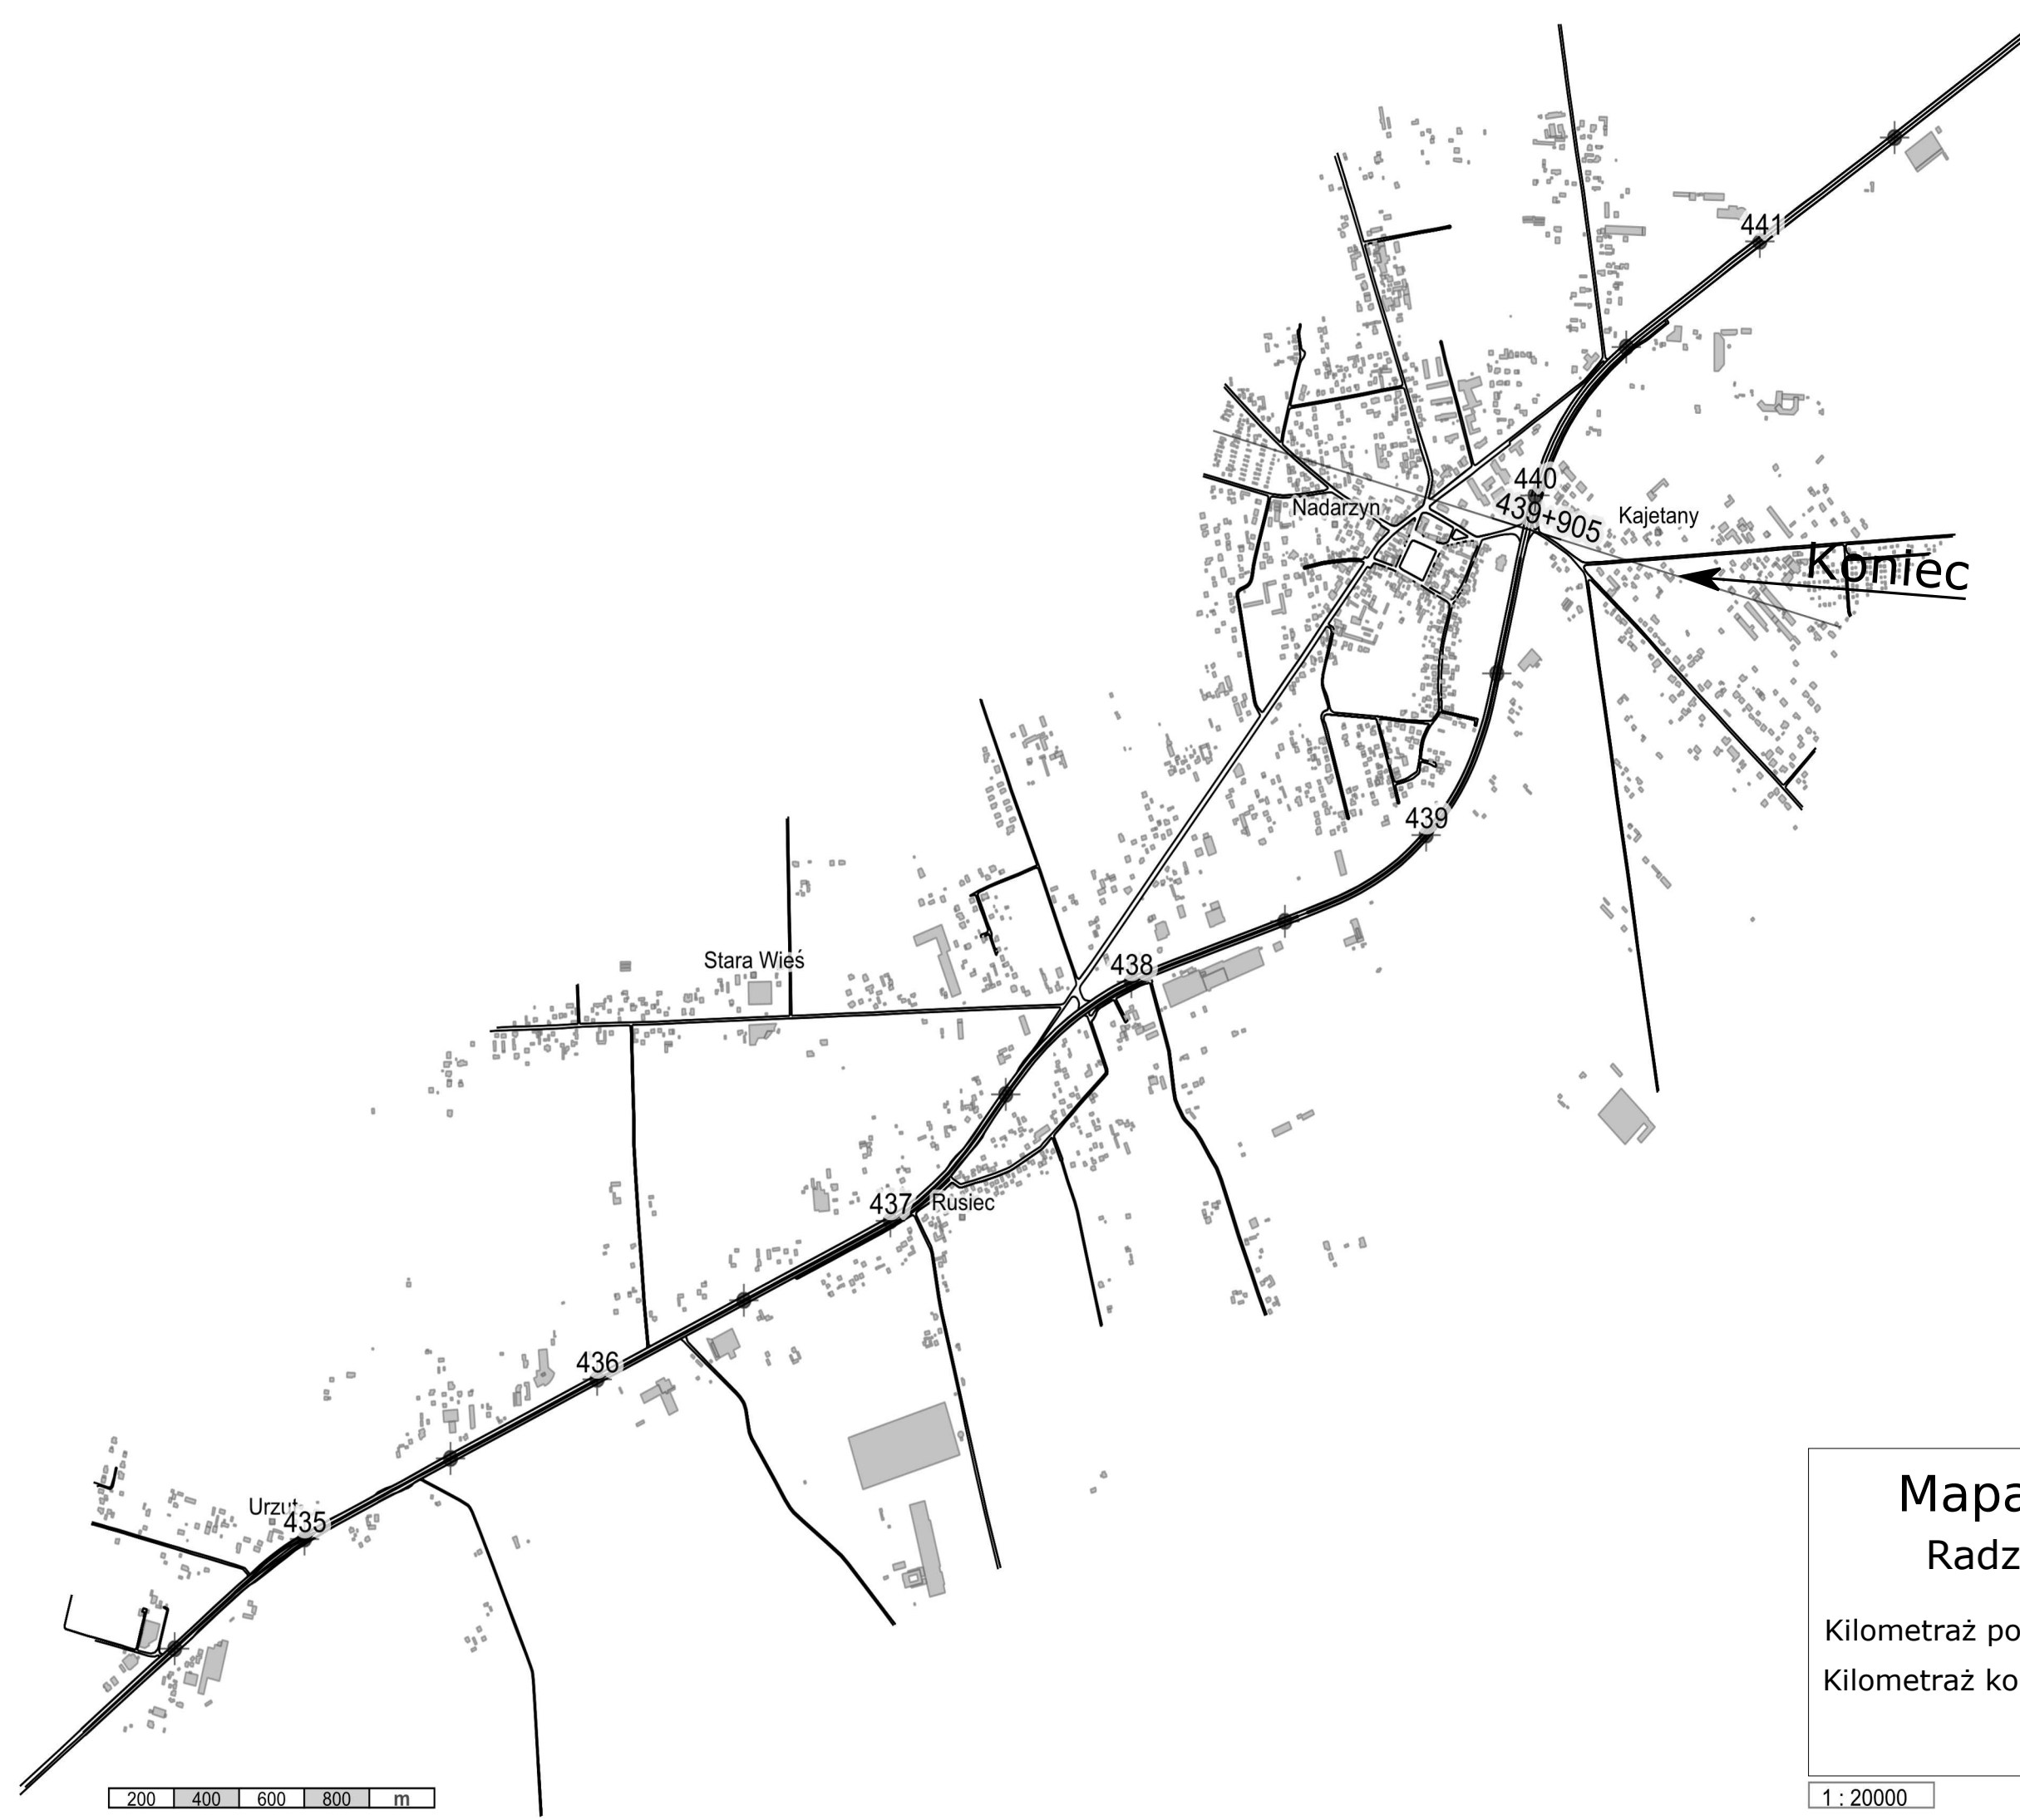 441
440
439+905
Kajetany
Nadarzyn
Koniec
439
Stara Wieś
438
437
Rusiec
436
435
Mapa
Radz
Kilometraż po
Kilometraż ko
200 400 600 800 m
1 : 20000